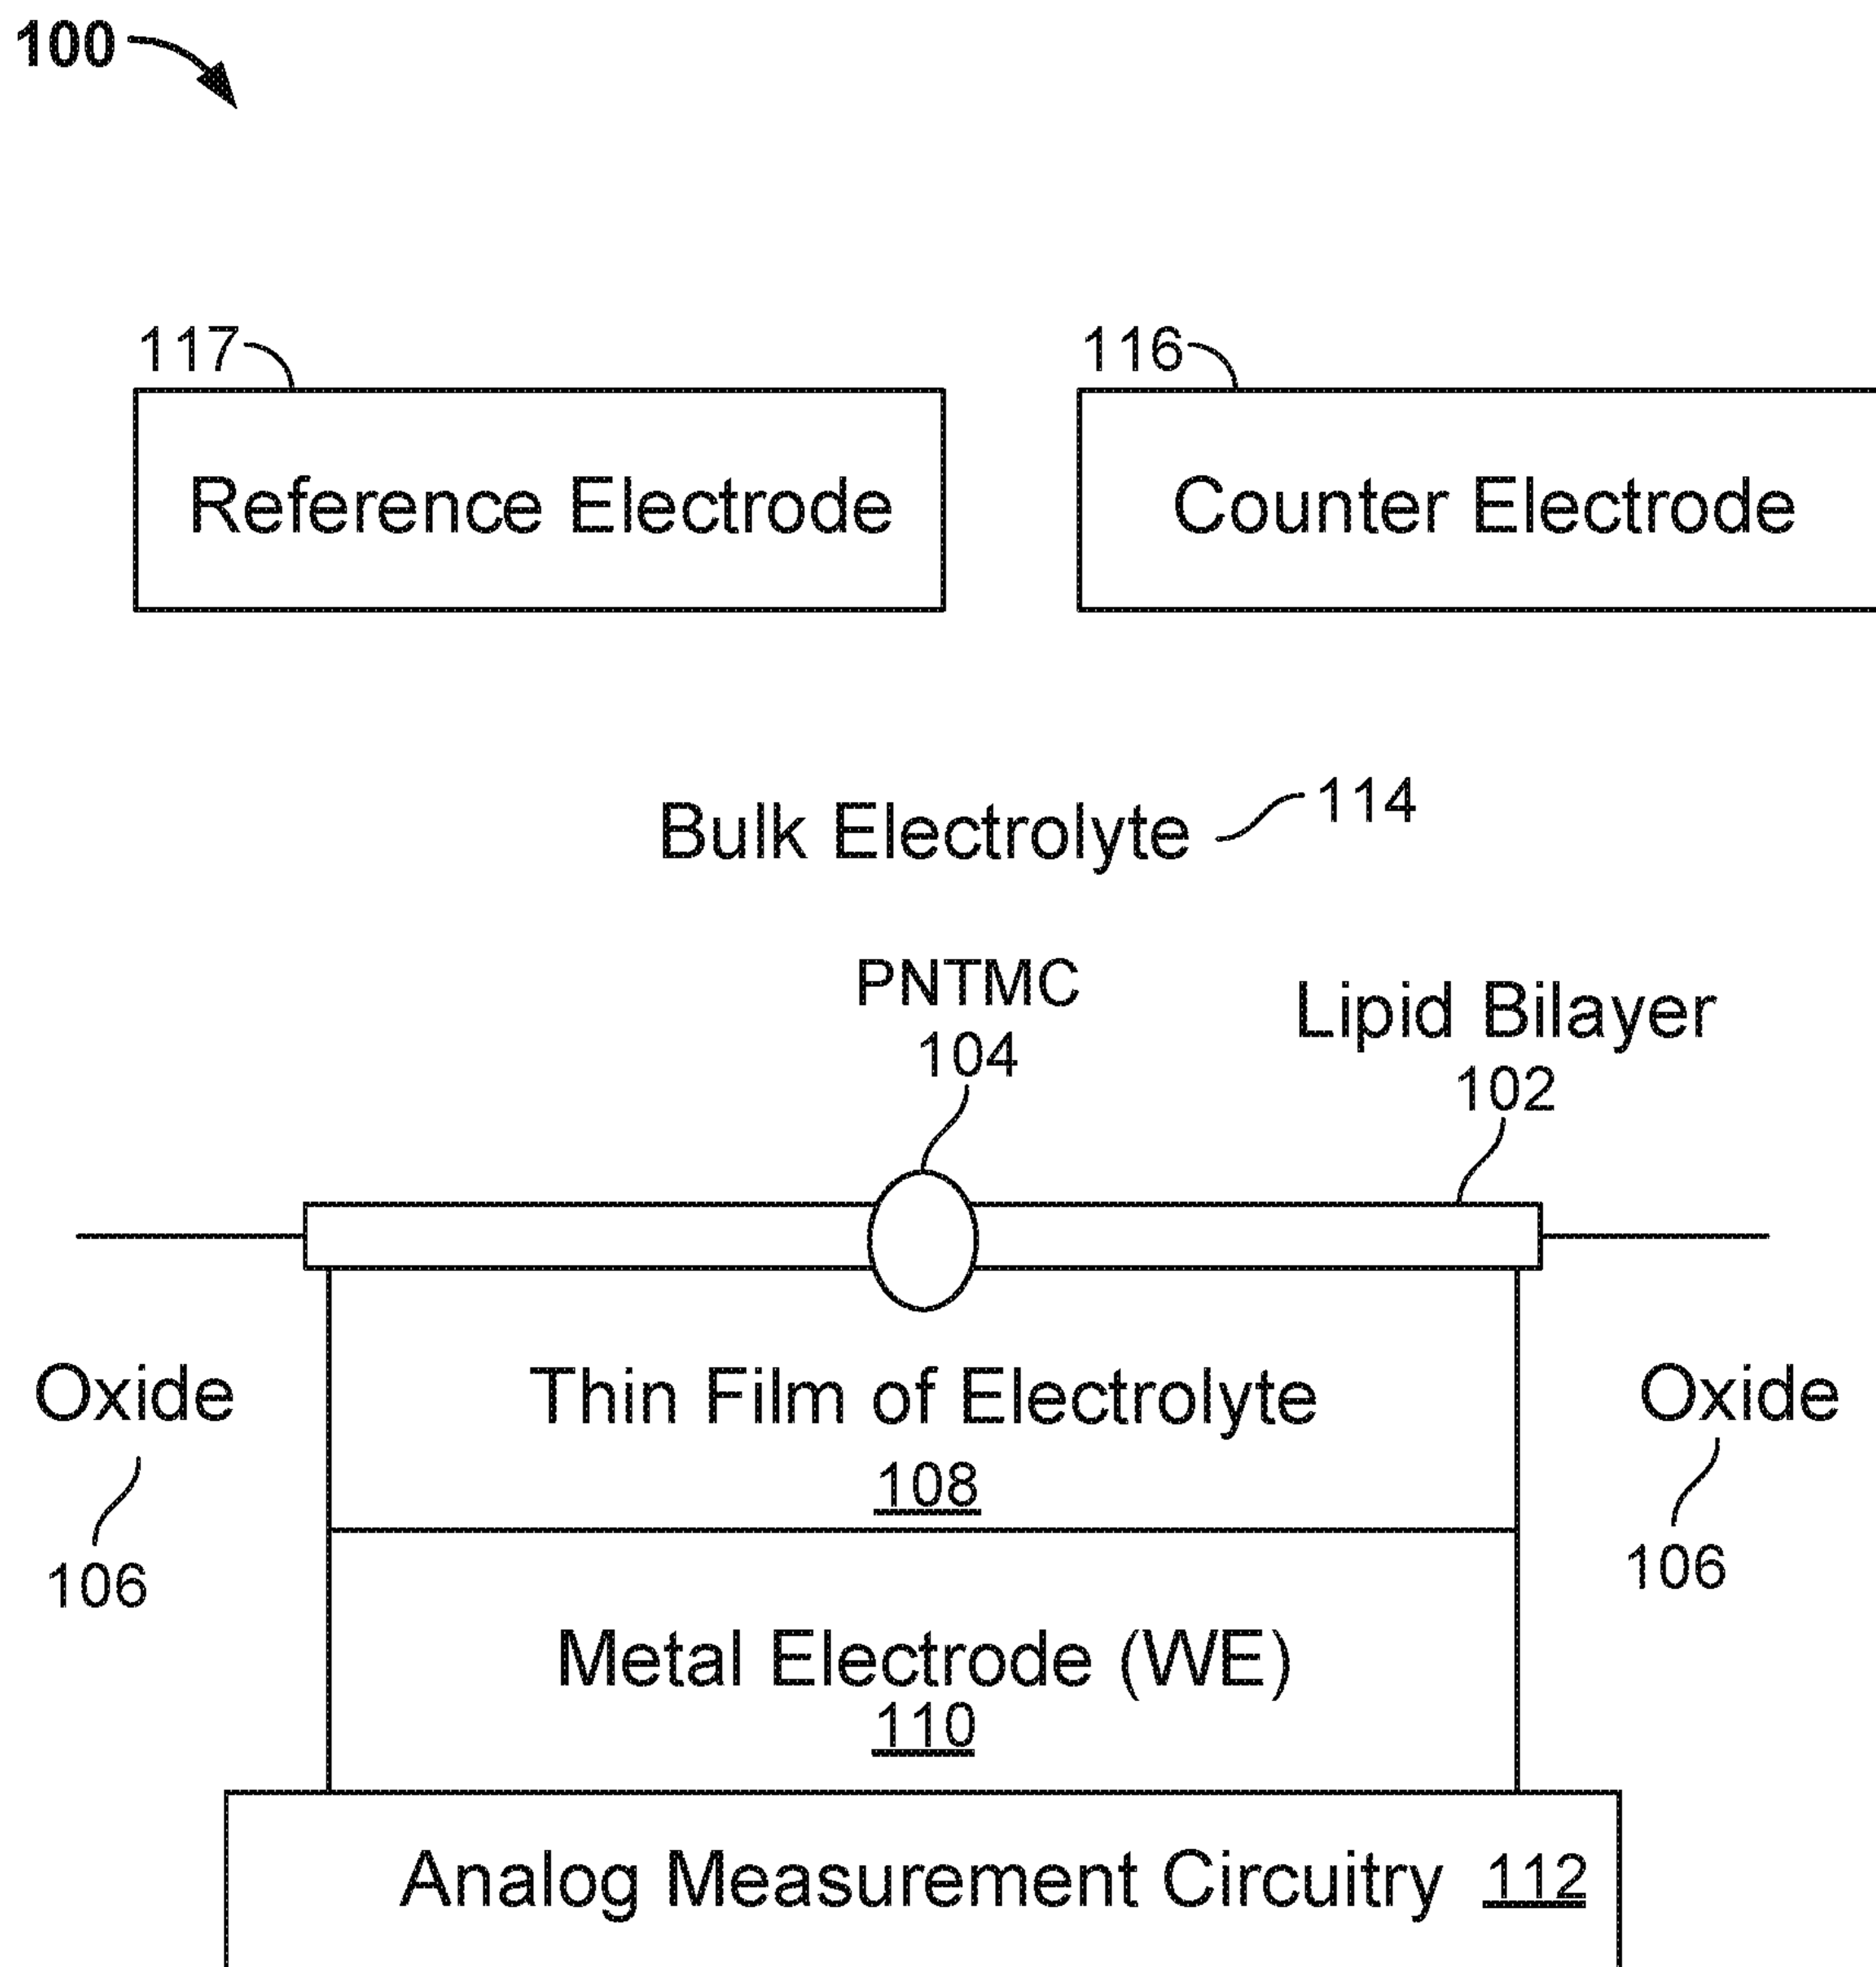 100
117
116
Reference Electrode
Counter Electrode
Bulk Electrolyte
114
PNTMC
104
Lipid Bilayer
102
Oxide
Thin Film of Electrolyte
108
Oxide
106
106
Metal Electrode (WE)
110
Analog Measurement Circuitry 112